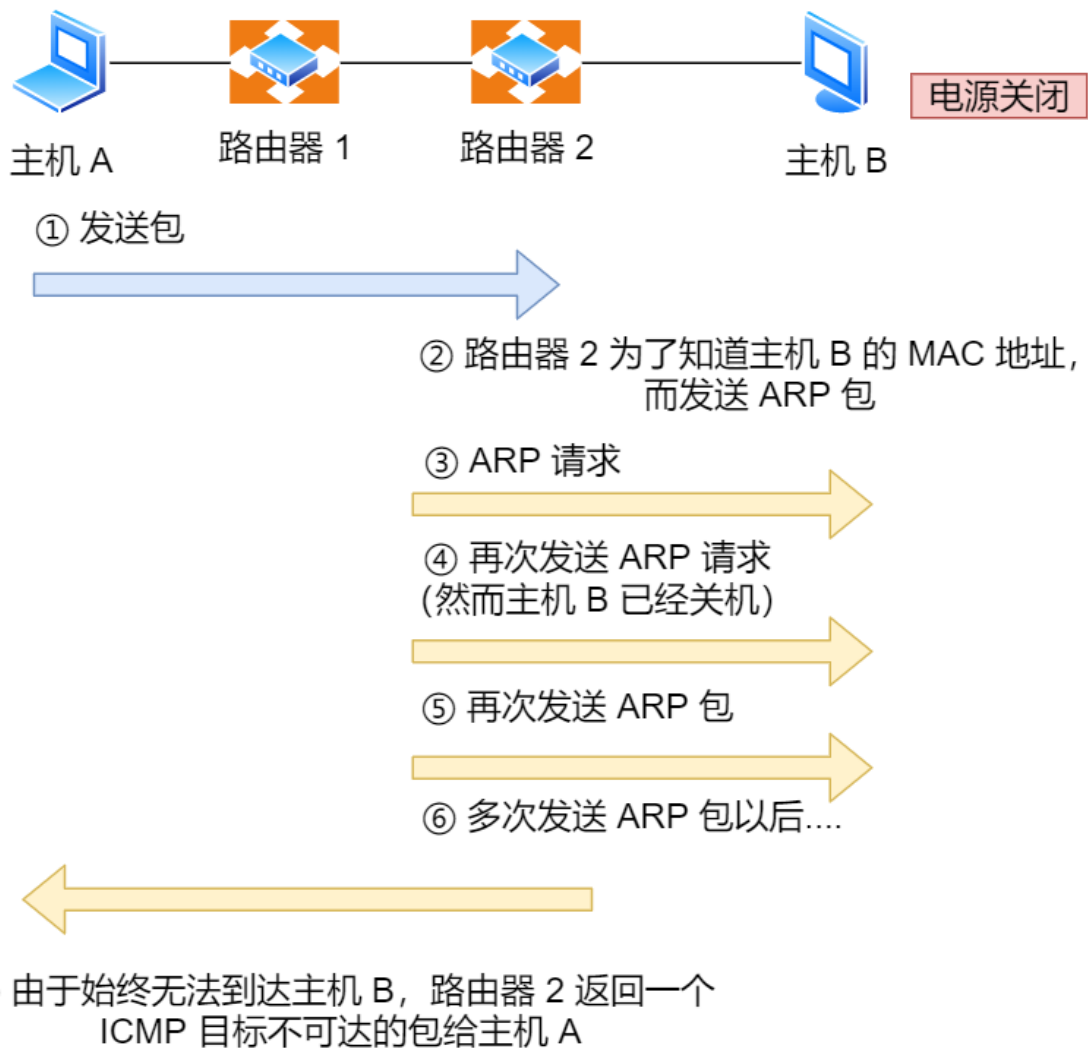 电源关闭
主机 A
路由器 1
路由器 2
主机 B
① 发送包
② 路由器 2 为了知道主机 B 的 MAC 地址,
而发送 ARP 包
③ ARP 请求
④ 再次发送 ARP 请求
(然而主机 B 已经关机)
⑤ 再次发送 ARP 包
⑥ 多次发送 ARP 包以后....
由于始终无法到达主机 B，路由器 2 返回一个
ICMP 目标不可达的包给主机 A